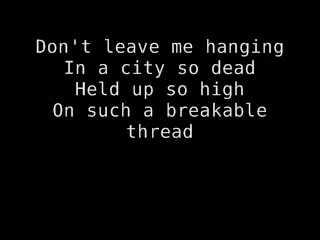 Don't leave me hanging
In a city so dead
Held up so high
On such a breakable
thread